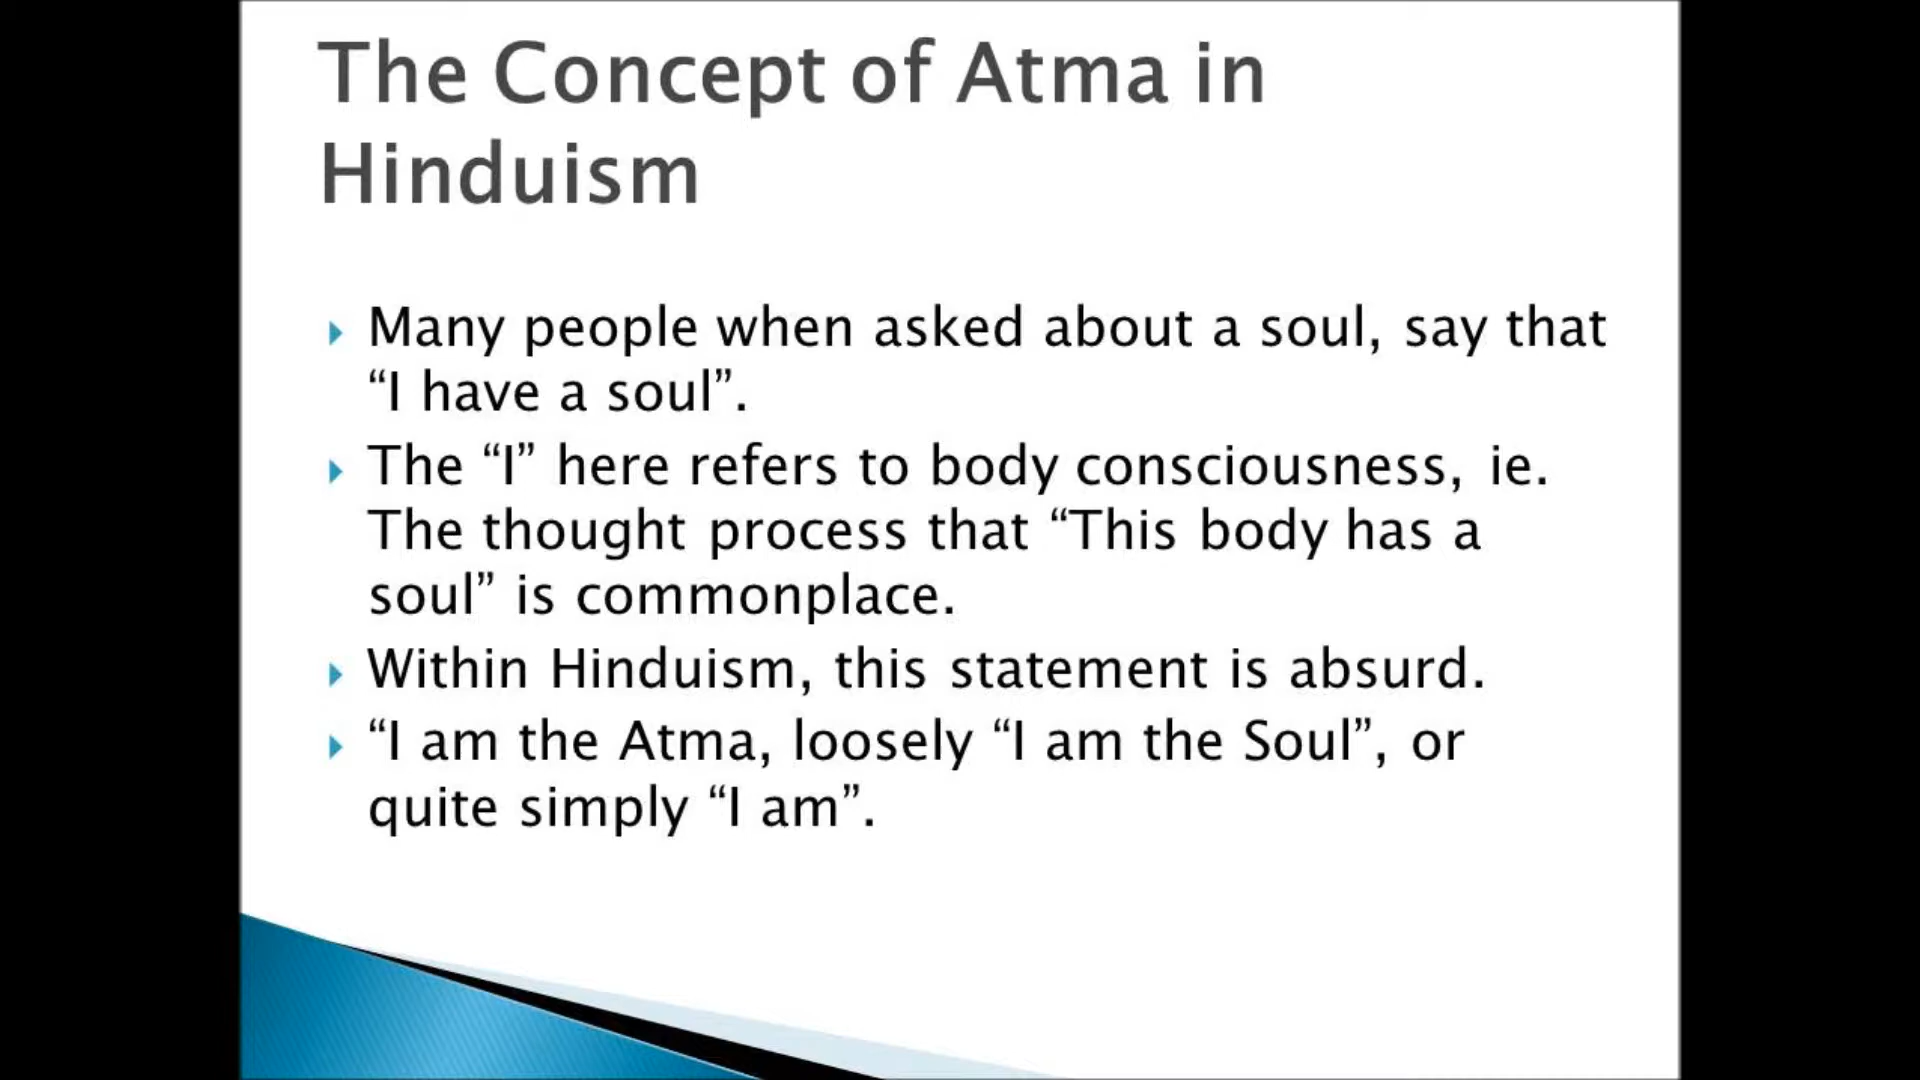 The Concept of Atma in
Hinduism
Many people when asked about a soul, say that
“I have a soul”.
The “I” here refers to body consciousness, ie.
The thought process that “This body has a
soul” is commonplace.
Within Hinduism, this statement is absurd.
“I am the Atma, loosely “I am the Soul”, or
quite simply “I am”.